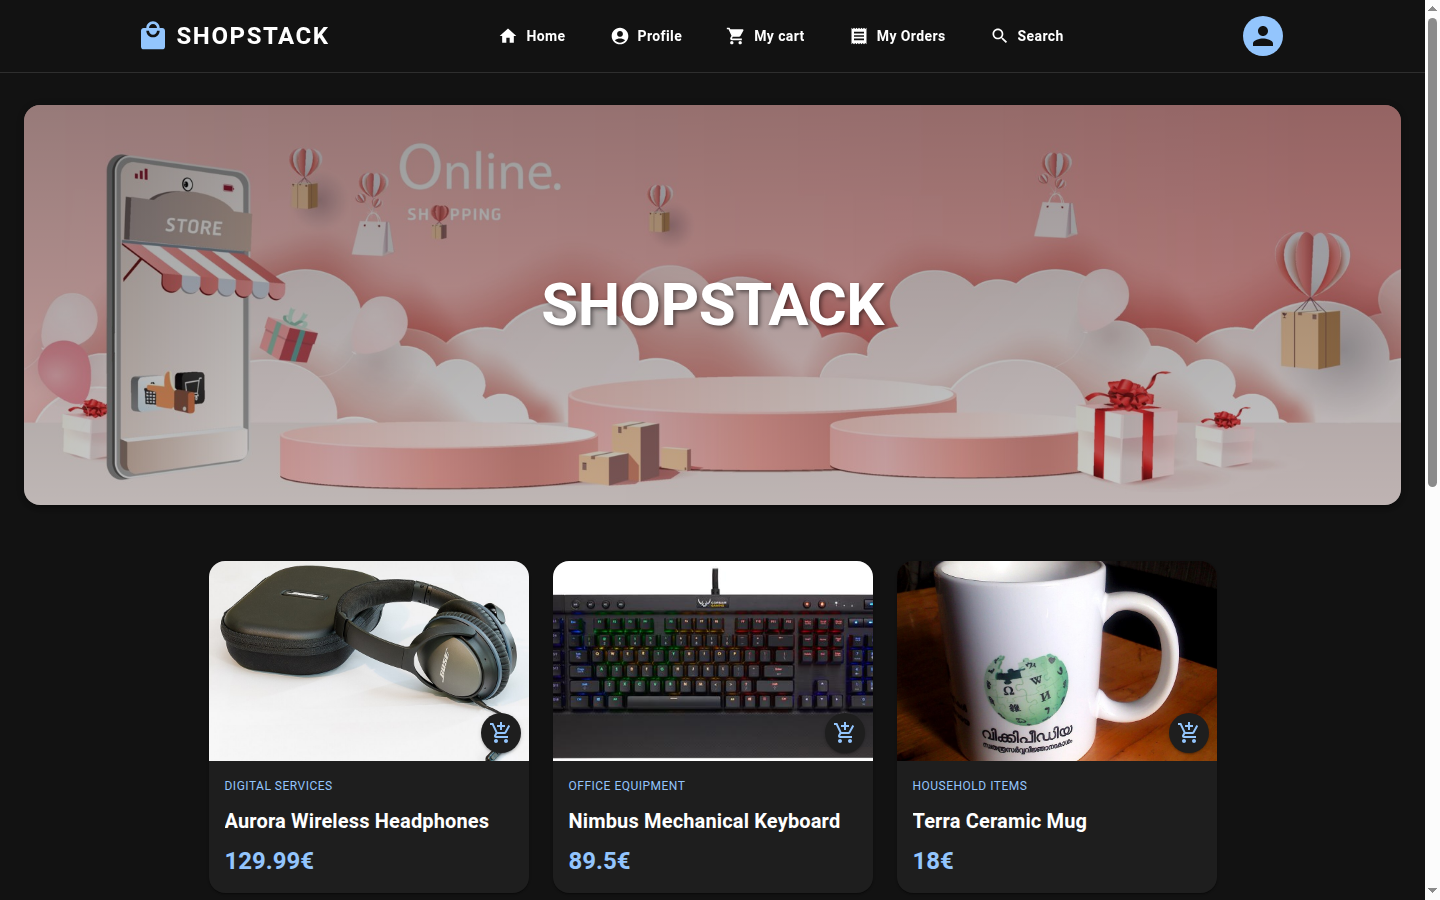 SHOPSTACK
Home
Profile
My cart
My Orders
Search
Online.
SHOPPING
STORE
SHOPSTACK
BOSE
W
Ω
И
വിക്കിപീഡിയ
DIGITAL SERVICES
Aurora Wireless Headphones
129.99€
OFFICE EQUIPMENT
Nimbus Mechanical Keyboard
89.5€
HOUSEHOLD ITEMS
Terra Ceramic Mug
18€